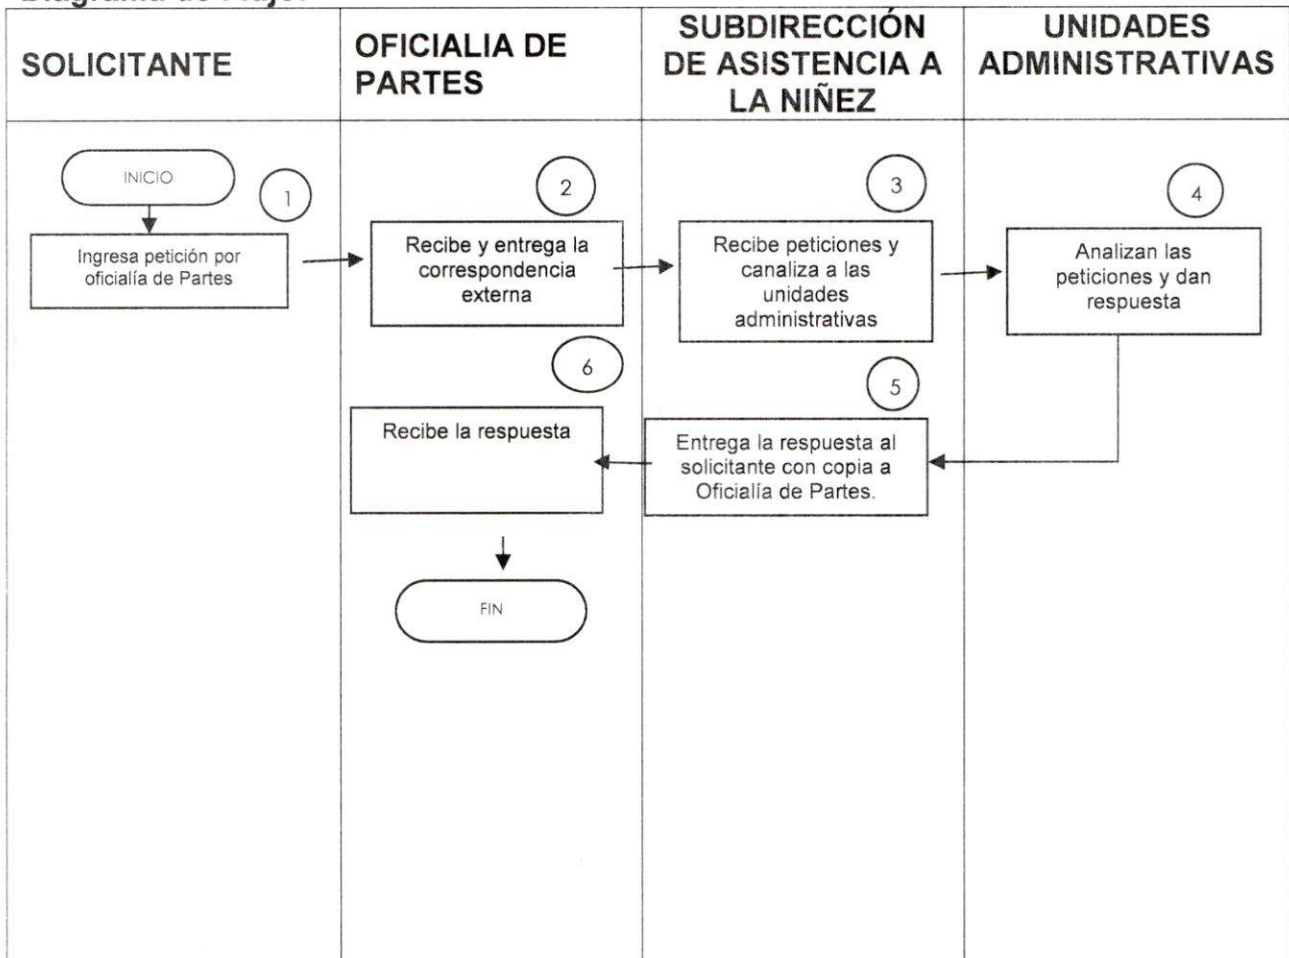 SOLICITANTE
OFICIALIA DE
PARTES
SUBDIRECCIÓN
DE ASISTENCIA A
LA NIÑEZ
UNIDADES
ADMINISTRATIVAS
INICIO
1
Ingresa petición por
oficialía de Partes
2
Recibe y entrega la
correspondencia
externa
3
Recibe peticiones y
canaliza a las
unidades
administrativas
4
Analizan las
peticiones y dan
respuesta
5
Entrega la respuesta al
solicitante con copia a
Oficialía de Partes.
6
Recibe la respuesta
FIN